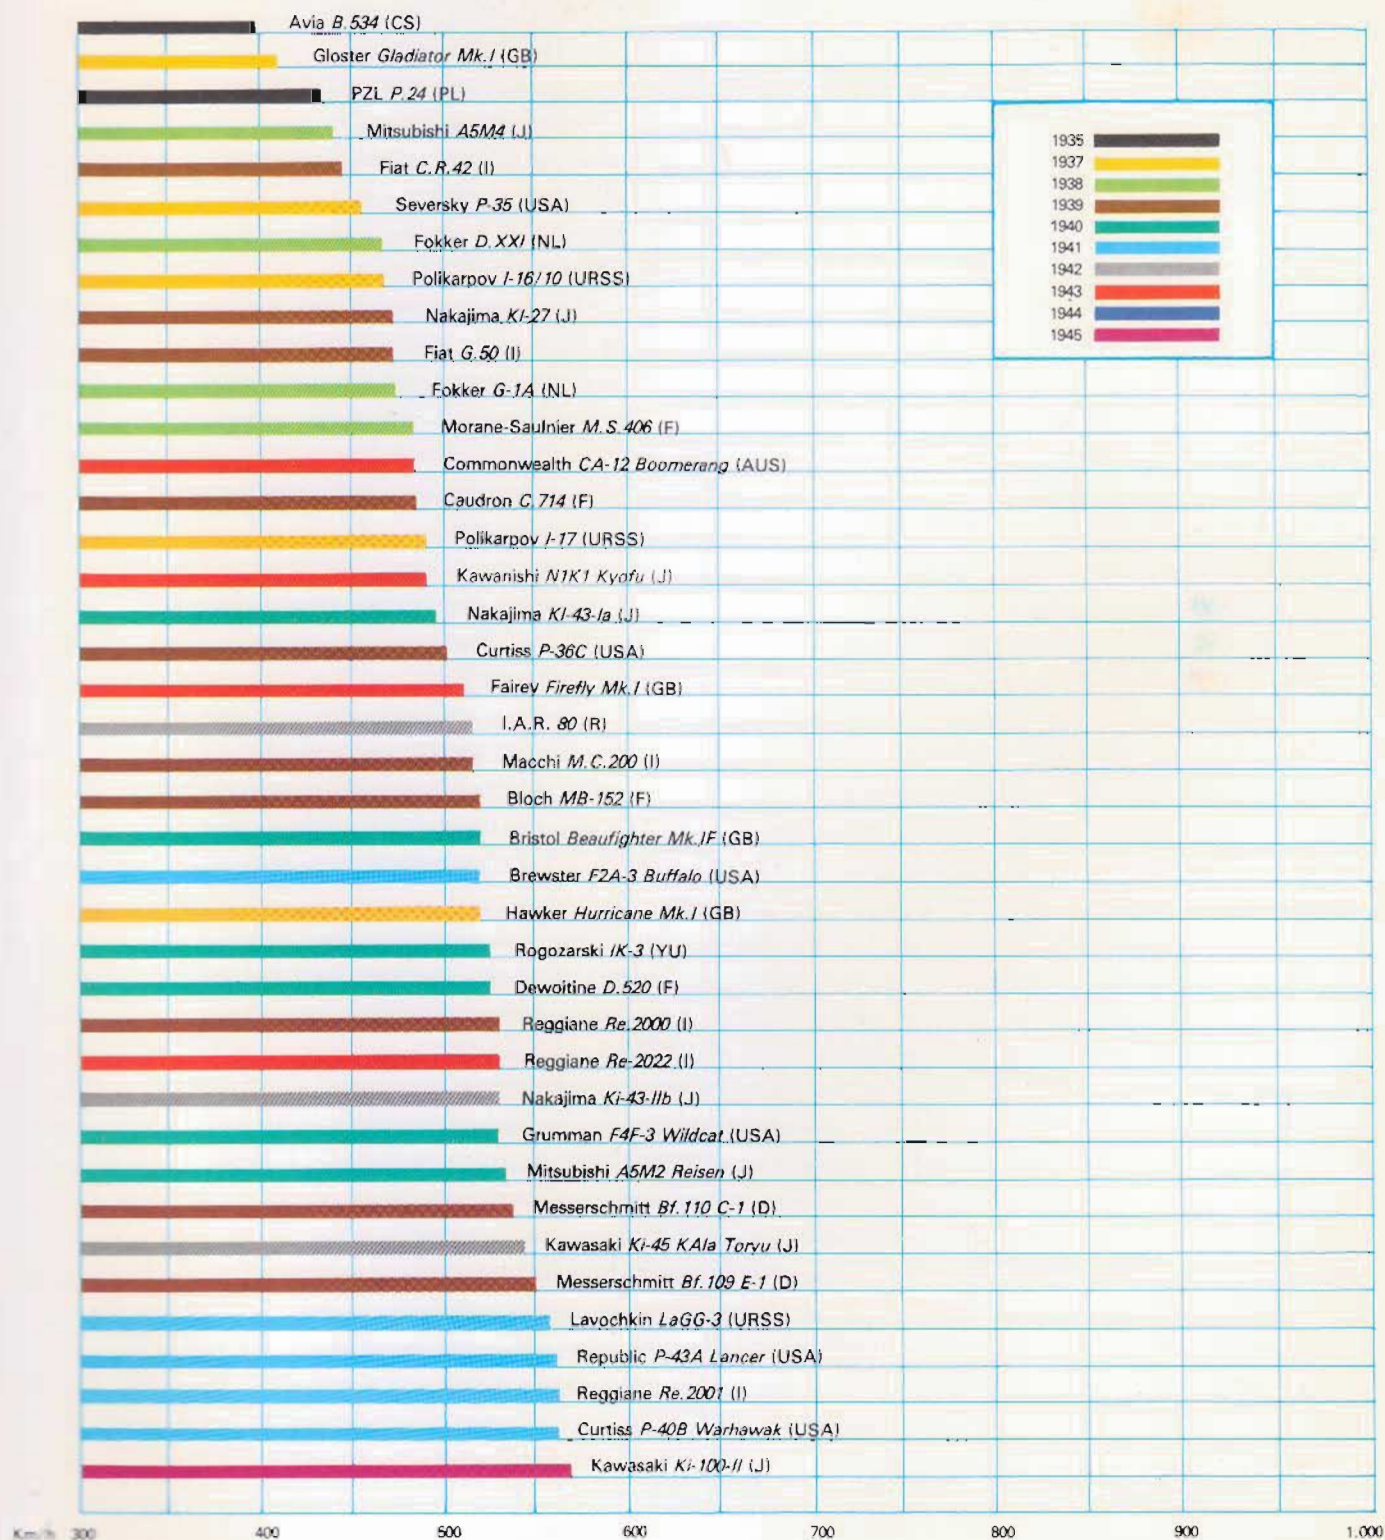 Avia B.534 (CS)
Gloster Gladiator Mk.I (GB)
PZL P.24 (PL)
Mitsubishi A5M4 (J)
Fiat C.R.42 (I)
Seversky P-35 (USA)
Fokker D.XXI (NL)
Polikarpov I-16/10 (URSS)
Nakajima KI-27 (J)
Fiat G.50 (I)
Fokker G-1A (NL)
Morane-Saulnier M.S.406 (F)
Commonwealth CA-12 Boomerang (AUS)
Caudron C.714 (F)
Polikarpov I-17 (URSS)
Kawanishi N1K1 Kyofu (J)
Nakajima KI-43-Ia (J)
Curtiss P-36C (USA)
Fairey Firefly Mk.I (GB)
I.A.R. 80 (R)
Macchi M.C.200 (I)
Bloch MB-152 (F)
Bristol Beaufighter Mk.IF (GB)
Brewster F2A-3 Buffalo (USA)
Hawker Hurricane Mk.I (GB)
Rogozarski IK-3 (YU)
Dewoitine D.520 (F)
Reggiane Re.2000 (I)
Reggiane Re-2022 (I)
Nakajima Ki-43-IIb (J)
Grumman F4F-3 Wildcat (USA)
Mitsubishi A5M2 Reisen (J)
Messerschmitt Bf.110 C-1 (D)
Kawasaki Ki-45 KAIa Toryu (J)
Messerschmitt Bf.109 E-1 (D)
Lavochkin LaGG-3 (URSS)
Republic P-43A Lancer (USA)
Reggiane Re.2001 (I)
Curtiss P-40B Warhawak (USA)
Kawasaki Ki-100-II (J)
1935
1937
1938
1939
1940
1941
1942
1943
1944
1945
Km/h 300 400 500 600 700 800 900 1.000